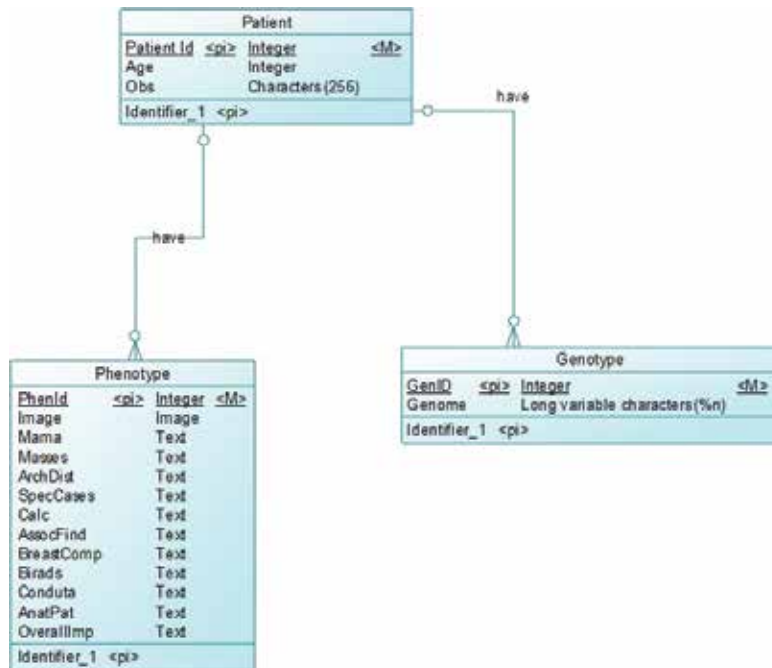 Patient
Patient Id <pi> Integer <M>
Age Integer
Obs Characters (256)
Identifier_1 <pi>
have
have
Phenotype
PhenId <pi> Integer <M>
Image Image
Mama Text
Masses Text
ArchDist Text
SpecCases Text
Calc Text
AssocFind Text
BreastComp Text
Birads Text
Conduta Text
AnatPat Text
OverallImp Text
Identifier_1 <pi>
Genotype
GenID <pi> Integer <M>
Genome Long variable characters (%n)
Identifier_1 <pi>